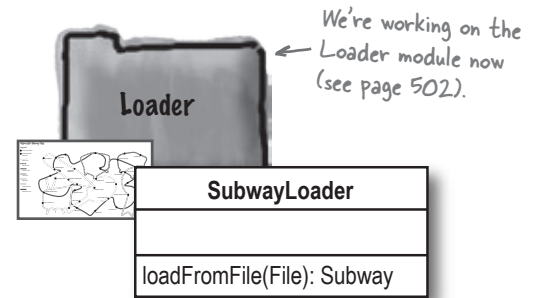 We're working on the
Loader module now
(see page 502).
Loader
SubwayLoader
loadFromFile(File): Subway